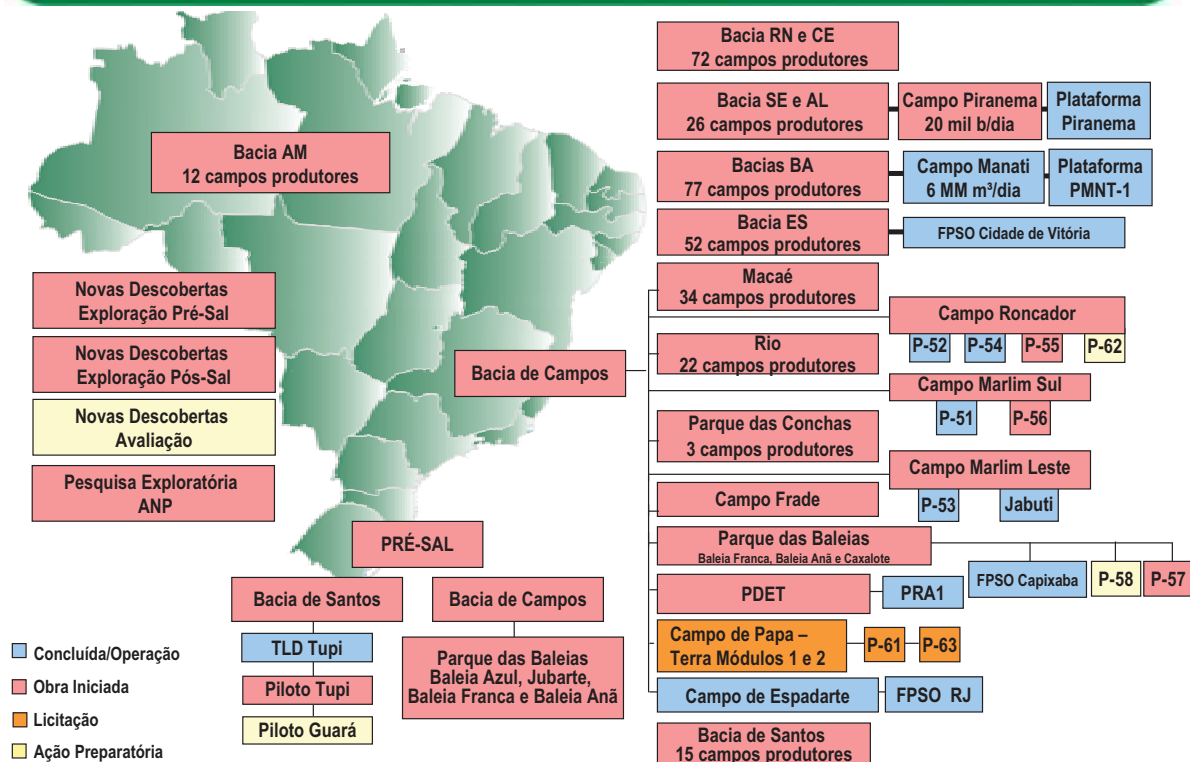 Bacia RN e CE
72 campos produtores
Bacia SE e AL
26 campos produtores
Campo Piranema
20 mil b/dia
Plataforma
Piranema
Bacia AM
12 campos produtores
Bacias BA
77 campos produtores
Campo Manati
6 MM m³/dia
Plataforma
PMNT-1
Bacia ES
52 campos produtores
FPSO Cidade de Vitória
Novas Descobertas
Exploração Pré-Sal
Novas Descobertas
Exploração Pós-Sal
Novas Descobertas
Avaliação
Pesquisa Exploratória
ANP
Bacia de Campos
Macaé
34 campos produtores
Campo Roncador
P-52
P-54
P-55
P-62
Rio
22 campos produtores
Campo Marlim Sul
P-51
P-56
Parque das Conchas
3 campos produtores
Campo Marlim Leste
P-53
Jabuti
Campo Frade
Parque das Baleias
Baleia Franca, Baleia Anã e Caxalote
FPSO Capixaba
P-58
P-57
PDET
PRA1
Campo de Papa –
Terra Módulos 1 e 2
P-61
P-63
Campo de Espadarte
FPSO RJ
Bacia de Santos
15 campos produtores
PRÉ-SAL
Bacia de Santos
TLD Tupi
Piloto Tupi
Piloto Guará
Bacia de Campos
Parque das Baleias
Baleia Azul, Jubarte,
Baleia Franca e Baleia Anã
Concluída/Operação
Obra Iniciada
Licitação
Ação Preparatória